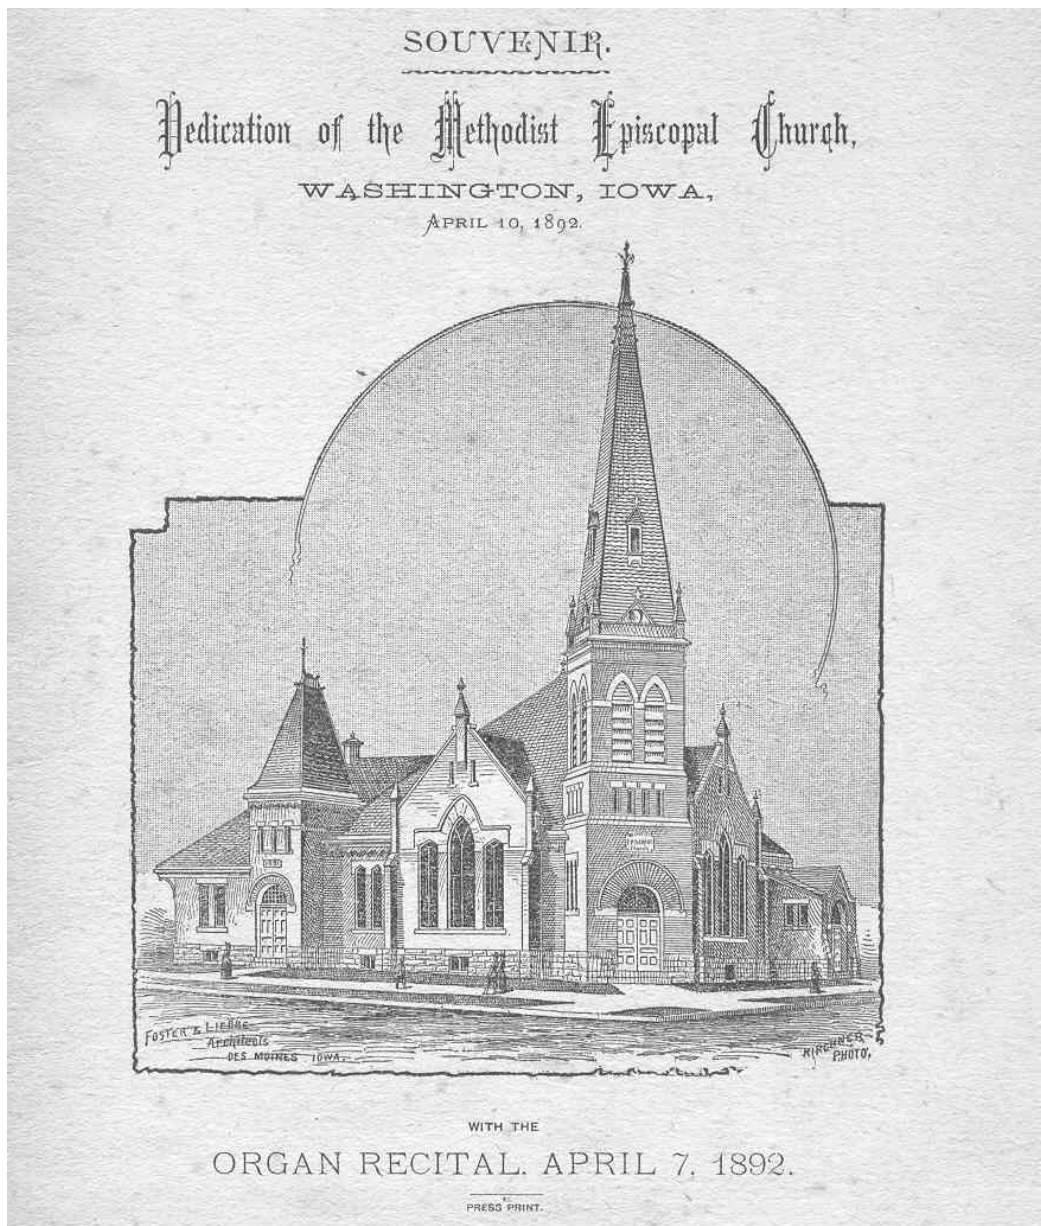 SOUVENIR.
Dedication of the Methodist Episcopal Church,
WASHINGTON, IOWA,
APRIL 10, 1892.
FOSTER & LIEBBE
Architects
DES MOINES IOWA.
KIRCHNER,
PHOTO,
WITH THE
ORGAN RECITAL. APRIL 7, 1892.
PRESS PRINT.